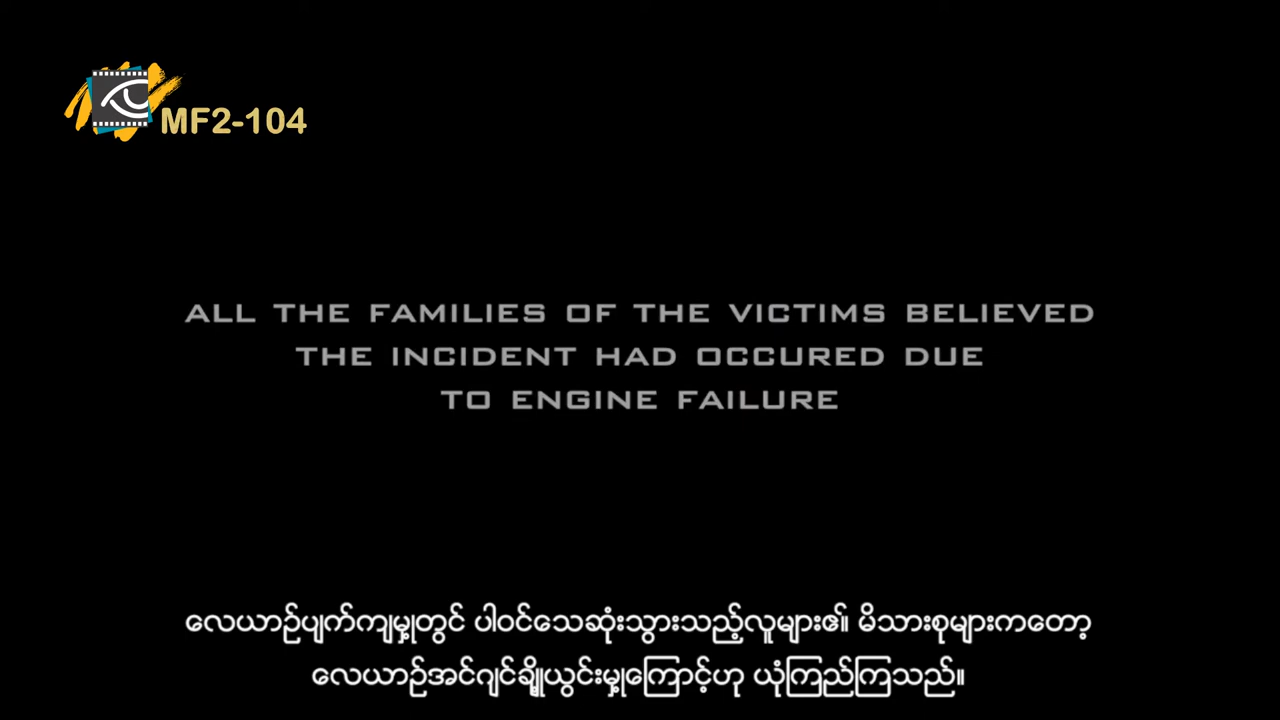 MF2-104
ALL THE FAMILIES OF THE VICTIMS BELIEVED
THE INCIDENT HAD OCCURED DUE
TO ENGINE FAILURE
လေယာဉ်ပျက်ကျမှုတွင် ပါဝင်သေဆုံးသွားသည့်လူများ၏ မိသားစုများကတော့
လေယာဉ်အင်ဂျင်ချို့ယွင်းမှုကြောင့်ဟု ယုံကြည်ကြသည်။